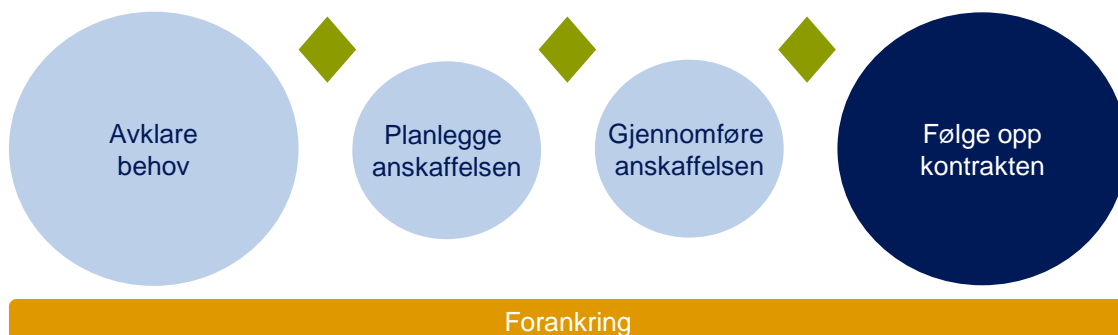 Avklare
behov
Planlegge
anskaffelsen
Gjennomføre
anskaffelsen
Følge opp
kontrakten
Forankring